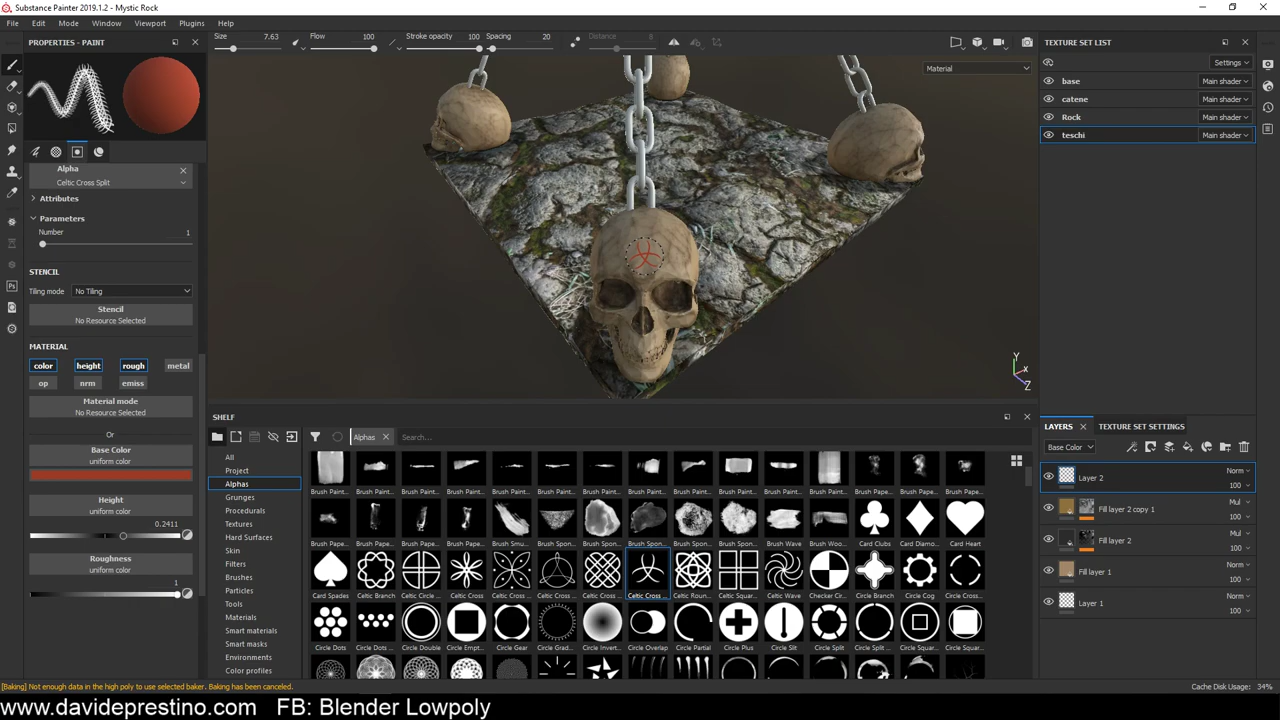 Substance Painter 2019.1.2 - Mystic Rock
File Edit Mode Window Viewport Plugins Help
PROPERTIES - PAINT
Size 7.63 Flow 100 Stroke opacity 100 Spacing 20 Distance 8
Material
Alpha
Celtic Cross Split
Attributes
Parameters
Number 1
STENCIL
Tiling mode No Tiling
Stencil
No Resource Selected
MATERIAL
color height rough metal
op nrm emiss
Material mode
No Resource Selected
Or
Base Color
uniform color
Height
uniform color
0.2411
Roughness
uniform color
1
Y
X
Z
SHELF
Alphas
Search...
All
Project
Alphas
Grunges
Procedurals
Textures
Hard Surfaces
Skin
Filters
Brushes
Particles
Tools
Materials
Smart materials
Smart masks
Environments
Color profiles
Brush Paint... Brush Paint... Brush Paint... Brush Paint... Brush Paint... Brush Paint... Brush Paint... Brush Paint... Brush Paint... Brush Paint... Brush Paint... Brush Paint... Brush Pape... Brush Pape... Brush Pape...
Brush Pape... Brush Pape... Brush Pape... Brush Pape... Brush Smu... Brush Spon... Brush Spon... Brush Spon... Brush Spon... Brush Spon... Brush Wave Brush Woo... Card Clubs Card Diamo... Card Heart
Card Spades Celtic Branch Celtic Circle ... Celtic Cross Celtic Cross ... Celtic Cross ... Celtic Cross ... Celtic Cross ... Celtic Roun... Celtic Squar... Celtic Wave Checker Cir... Circle Branch Circle Cog Circle Cross...
Circle Dots Circle Dots ... Circle Double Circle Empt... Circle Gear Circle Grad... Circle Inver... Circle Overlap Circle Partial Circle Plus Circle Slit Circle Split Circle Split ... Circle Squar... Circle Squar...
TEXTURE SET LIST
Settings
base Main shader
catene Main shader
Rock Main shader
teschi Main shader
LAYERS TEXTURE SET SETTINGS
Base Color
Layer 2 Norm 100
Fill layer 2 copy 1 Mul 100
Fill layer 2 Mul 100
Fill layer 1 Norm 100
Layer 1 Norm 100
[Baking] Not enough data in the high poly to use selected baker. Baking has been canceled.
Cache Disk Usage: 34%
www.davideprestino.com FB: Blender Lowpoly